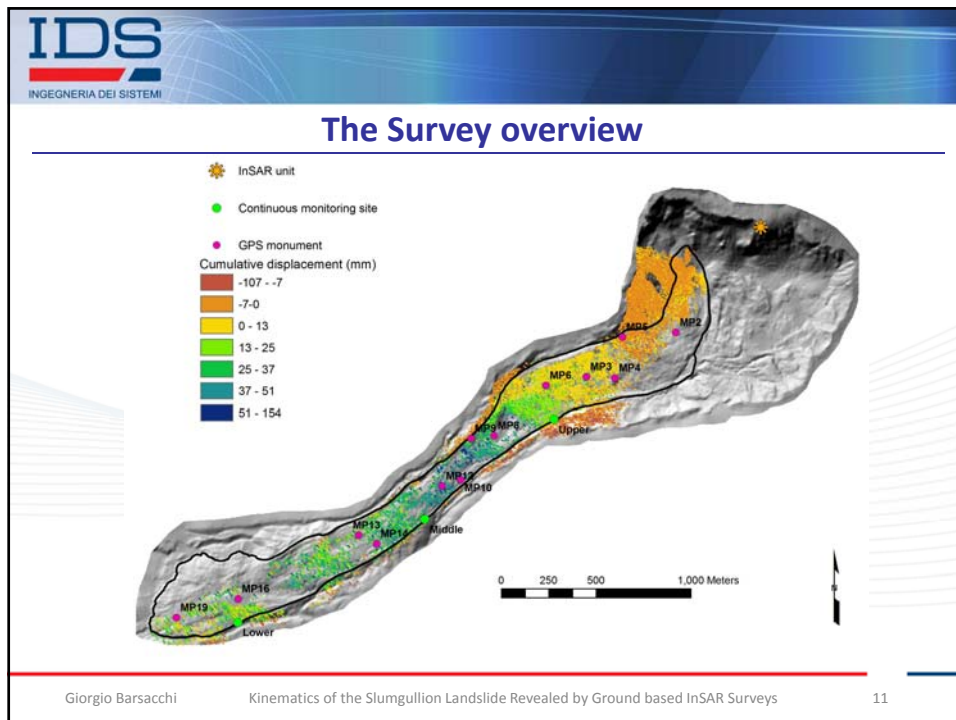 IDS
INGEGNERIA DEI SISTEMI
The Survey overview
InSAR unit
Continuous monitoring site
GPS monument
Cumulative displacement (mm)
-107 - -7
-7-0
0 - 13
13 - 25
25 - 37
37 - 51
51 - 154
MP5
MP2
MP6
MP3
MP4
Upper
MP9
MP8
MP12
MP10
Middle
MP13
MP14
MP16
MP19
Lower
0 250 500 1,000 Meters
N
Giorgio Barsacchi Kinematics of the Slumgullion Landslide Revealed by Ground based InSAR Surveys 11